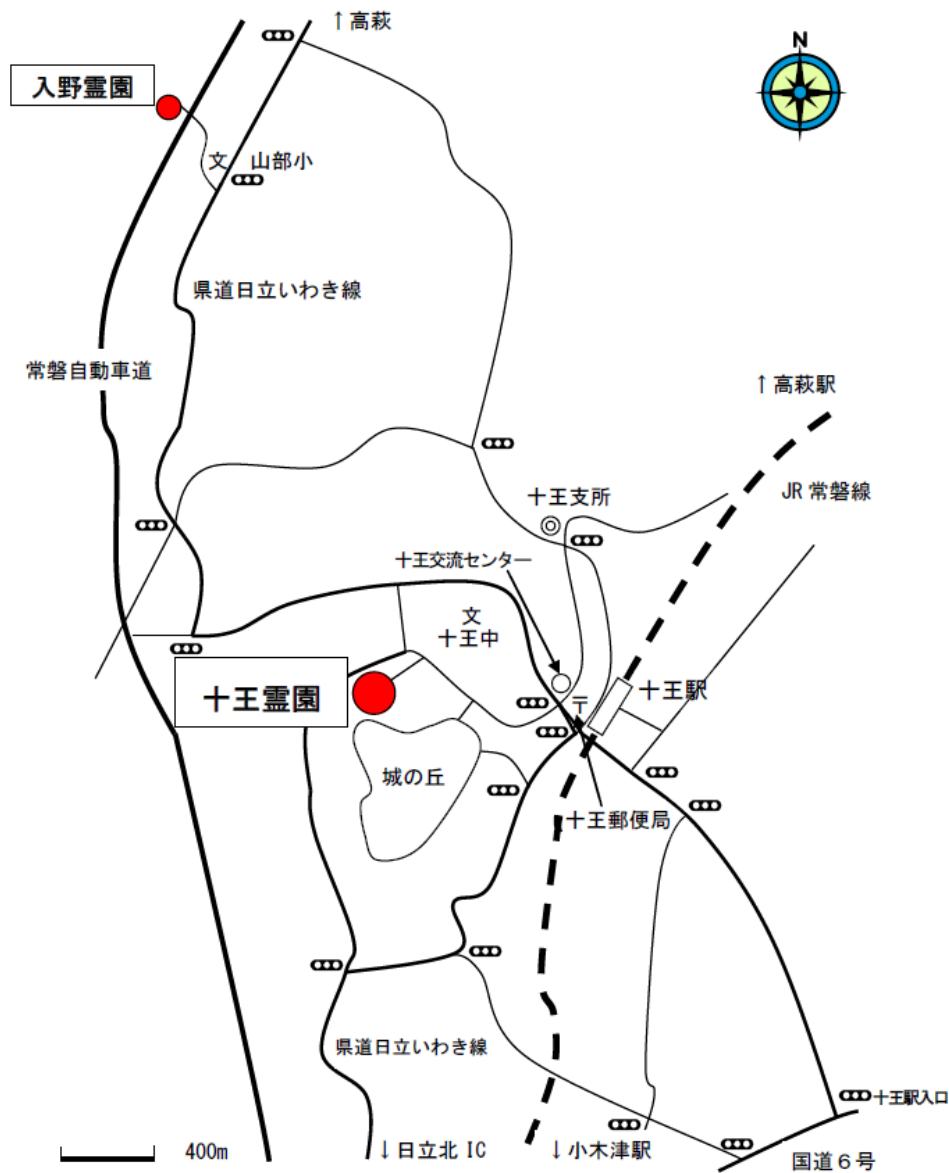 ↑高萩
N
入野霊園
文 山部小
県道日立いわき線
常磐自動車道
↑高萩駅
JR 常磐線
十王支所
十王交流センター
文
十王中
十王霊園
〒
十王駅
城の丘
十王郵便局
県道日立いわき線
十王駅入口
400m
↓日立北 IC
↓小木津駅
国道６号